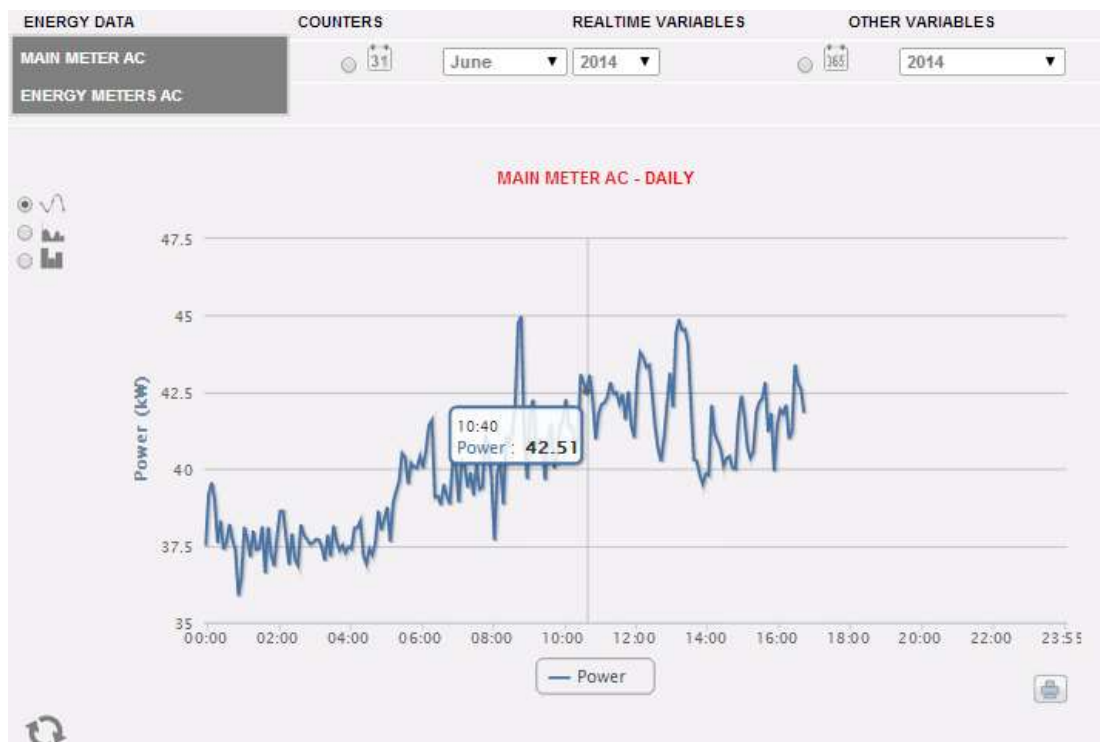 ENERGY DATA COUNTERS REALTIME VARIABLES OTHER VARIABLES
MAIN METER AC 31 June 2014 365 2014
ENERGY METERS AC
MAIN METER AC - DAILY
47.5
45
42.5
40
37.5
35
Power (kW)
10:40
Power : 42.51
00:00 02:00 04:00 06:00 08:00 10:00 12:00 14:00 16:00 18:00 20:00 22:00 23:55
Power